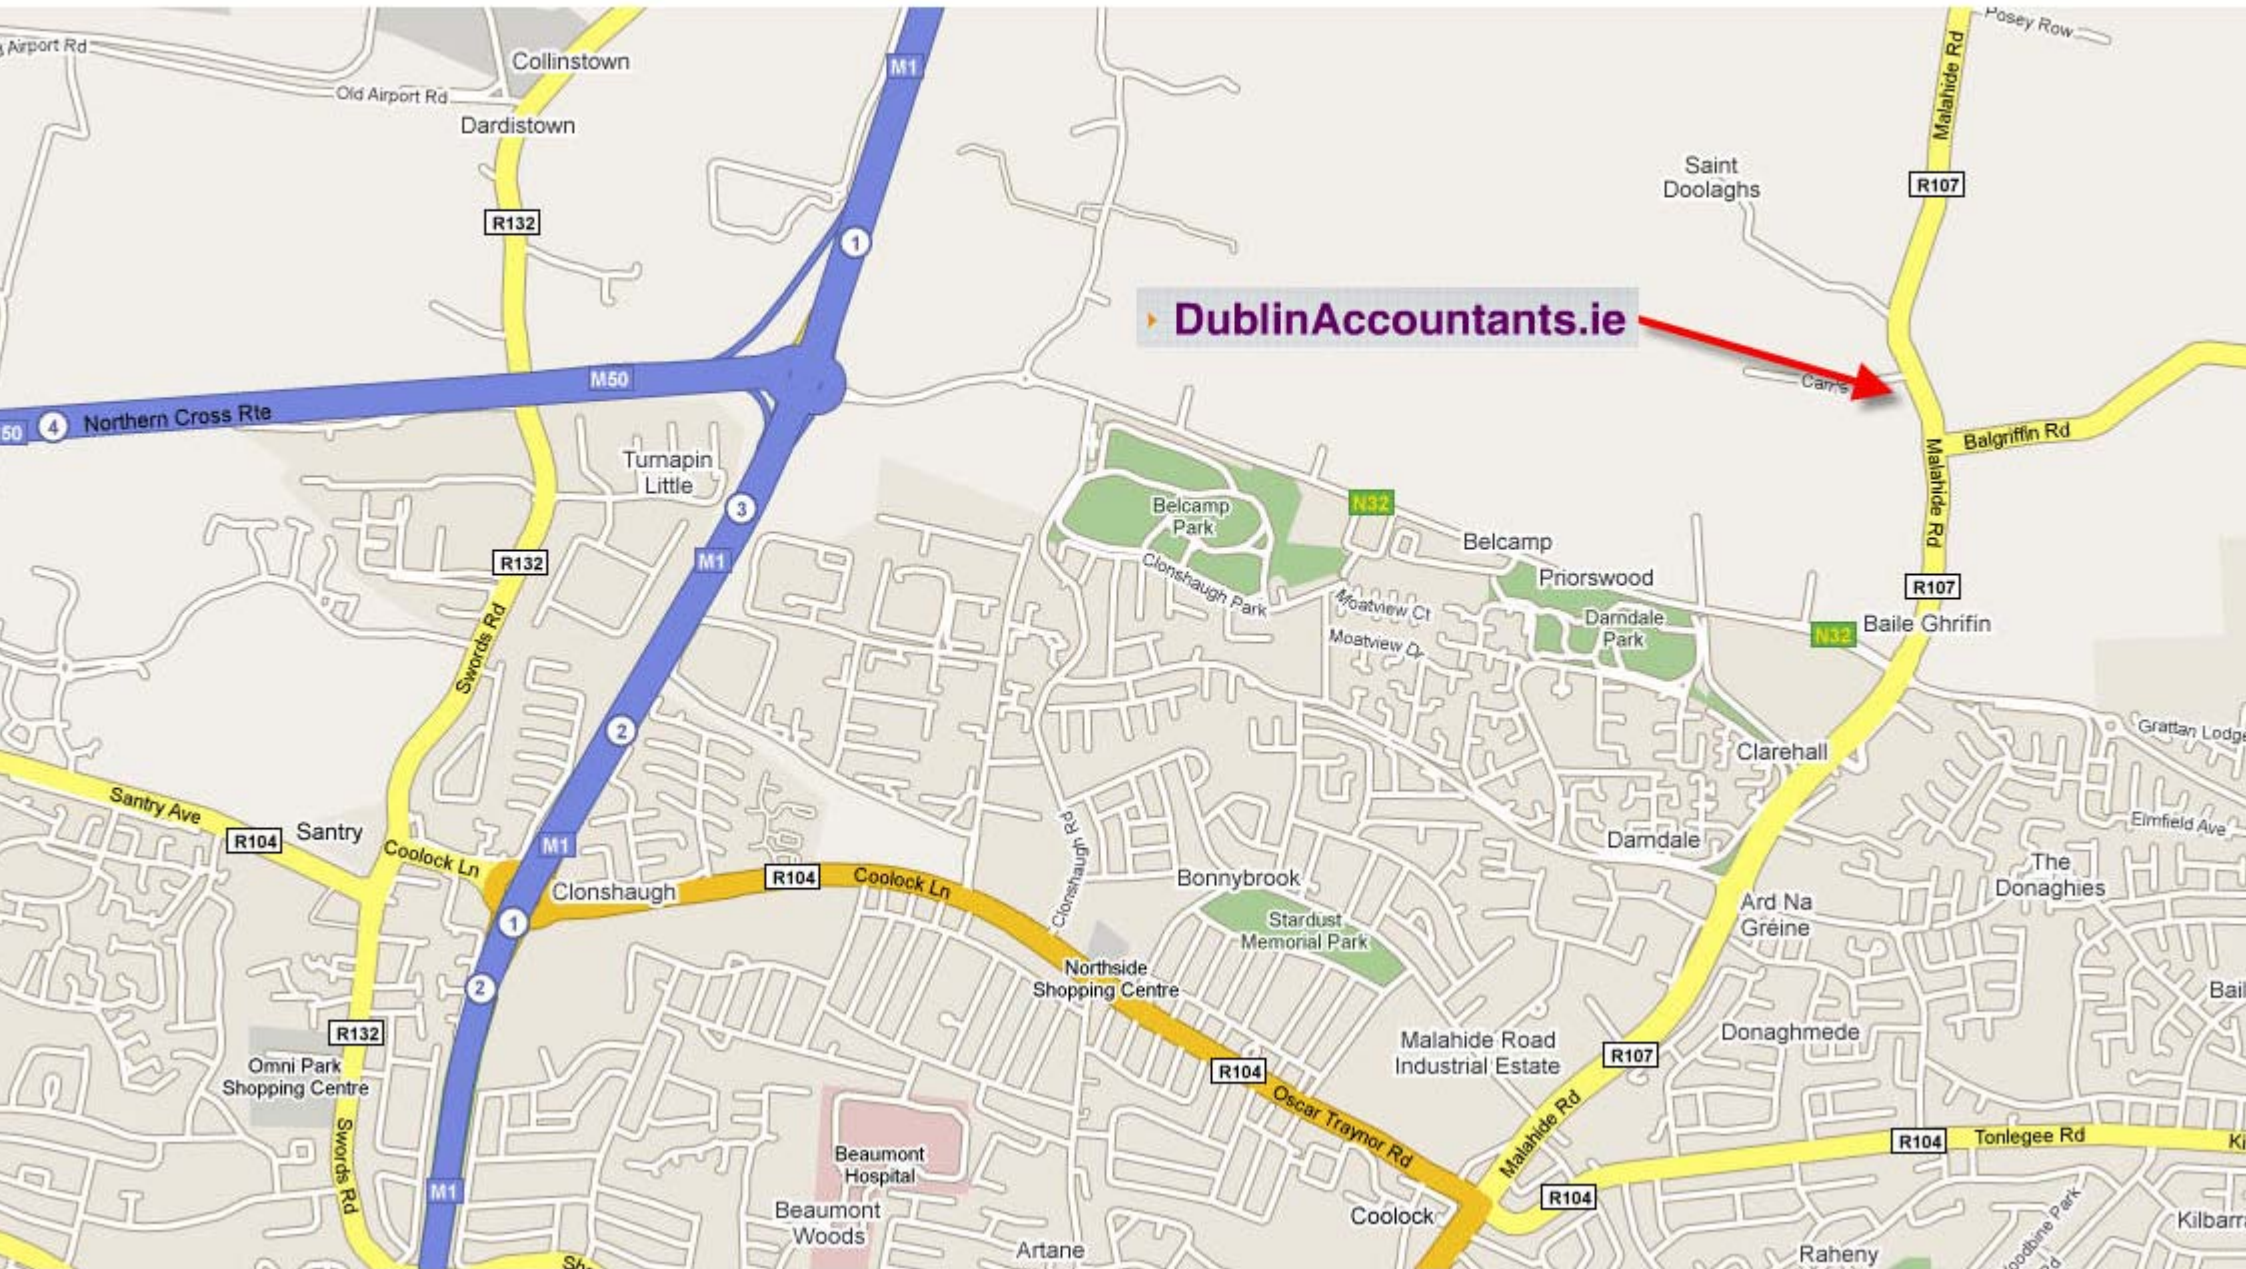 Airport Rd
Collinstown
M1
Malahide Rd
Posey Row
Old Airport Rd
Dardistown
Saint
Doolaghs
R107
R132
1
DublinAccountants.ie
M50
50
4
Northern Cross Rte
Balgriffin Rd
Turnapin
Little
3
Malahide Rd
Belcamp
Park
N32
Belcamp
R132
M1
Clonshaugh Park
Priorswood
R107
Moatview Ct
Darndale
Park
Baile Ghrifin
N32
Moatview Dr
Swords Rd
2
Grattan Lodge
Clarehall
Santry Ave
Santry
R104
Coolock Ln
M1
Clonshaugh Rd
Elmfield Ave
Darndale
The
Donaghies
Clonshaugh
R104
Coolock Ln
Bonnybrook
Ard Na
Gréine
1
Stardust
Memorial Park
Northside
Shopping Centre
2
Bail
R132
Malahide Road
Industrial Estate
R107
Donaghmede
Omni Park
Shopping Centre
R104
Oscar Traynor Rd
Malahide Rd
R104
Tonlegee Rd
Ki
Swords Rd
Beaumont
Hospital
M1
R104
Beaumont
Woods
Coolock
Kilbarr
Artane
Raheny
oodbine Park
Sh